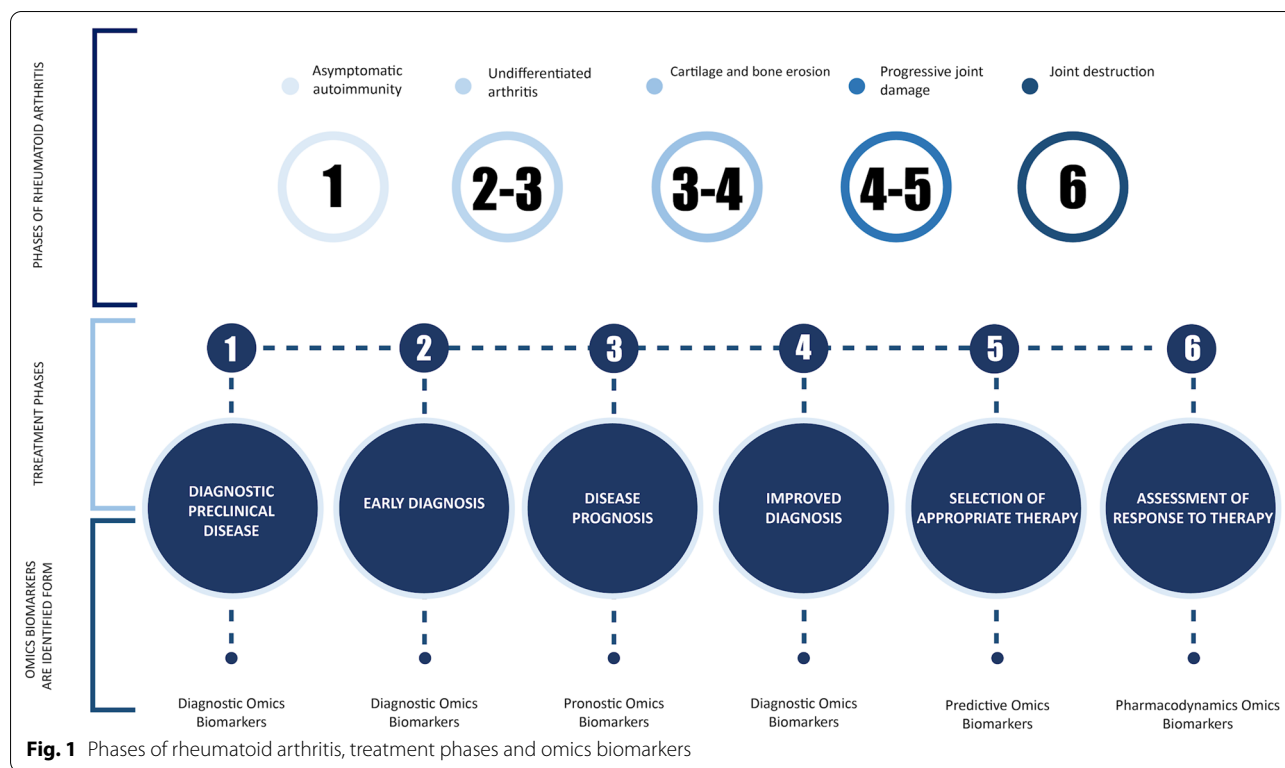 PHASES OF RHEUMATOID ARTHRITIS
Asymptomatic
autoimmunity
Undifferentiated
arthritis
Cartilage and bone erosion
Progressive joint
damage
Joint destruction
1
2-3
3-4
4-5
6
TRREATMENT PHASES
1
2
3
4
5
6
DIAGNOSTIC
PRECLINICAL
DISEASE
EARLY DIAGNOSIS
DISEASE
PROGNOSIS
IMPROVED
DIAGNOSIS
SELECTION OF
APPROPRIATE THERAPY
ASSESSMENT OF
RESPONSE TO THERAPY
OMICS BIOMARKERS
ARE IDENTIFIED FORM
Diagnostic Omics
Biomarkers
Diagnostic Omics
Biomarkers
Pronostic Omics
Biomarkers
Diagnostic Omics
Biomarkers
Predictive Omics
Biomarkers
Pharmacodynamics Omics
Biomarkers
Fig. 1 Phases of rheumatoid arthritis, treatment phases and omics biomarkers